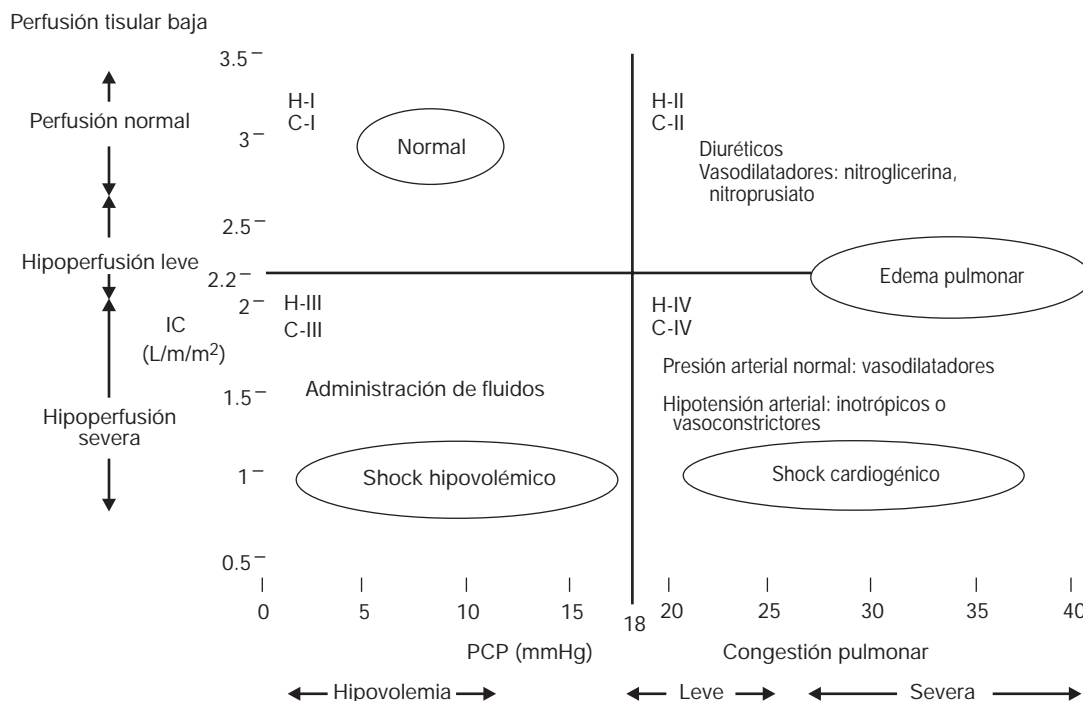 Perfusión tisular baja
3.5
Perfusión normal
H-I
C-I
3
Normal
H-II
C-II
Diuréticos
Vasodilatadores: nitroglicerina,
nitroprusiato
2.5
Hipoperfusión leve
2.2
Edema pulmonar
2
H-III
C-III
H-IV
C-IV
IC
(L/m/m²)
Presión arterial normal: vasodilatadores
Administración de fluidos
1.5
Hipotensión arterial: inotrópicos o
vasoconstrictores
Hipoperfusión
severa
1
Shock hipovolémico
Shock cardiogénico
0.5
0 5 10 15 18 20 25 30 35 40
PCP (mmHg) Congestión pulmonar
Hipovolemia Leve Severa